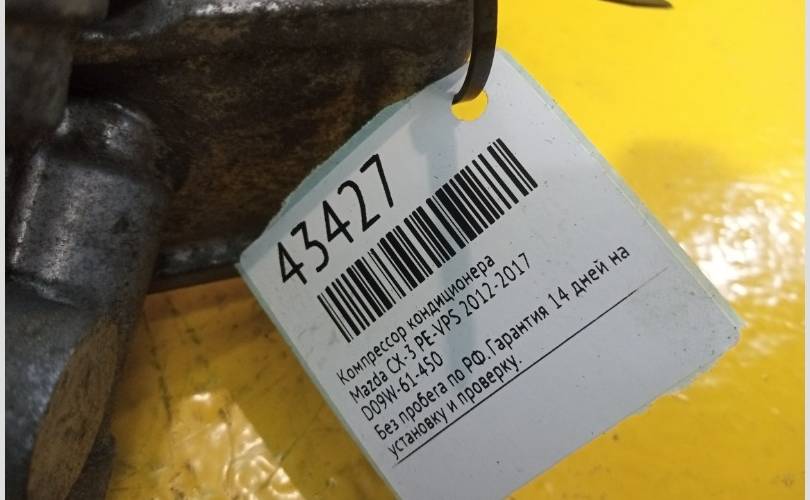 43427
Компрессор кондиционера
Mazda CX-3 PE-VPS 2012-2017
D09W-61-450
Без пробега по РФ. Гарантия 14 дней на
установку и проверку.